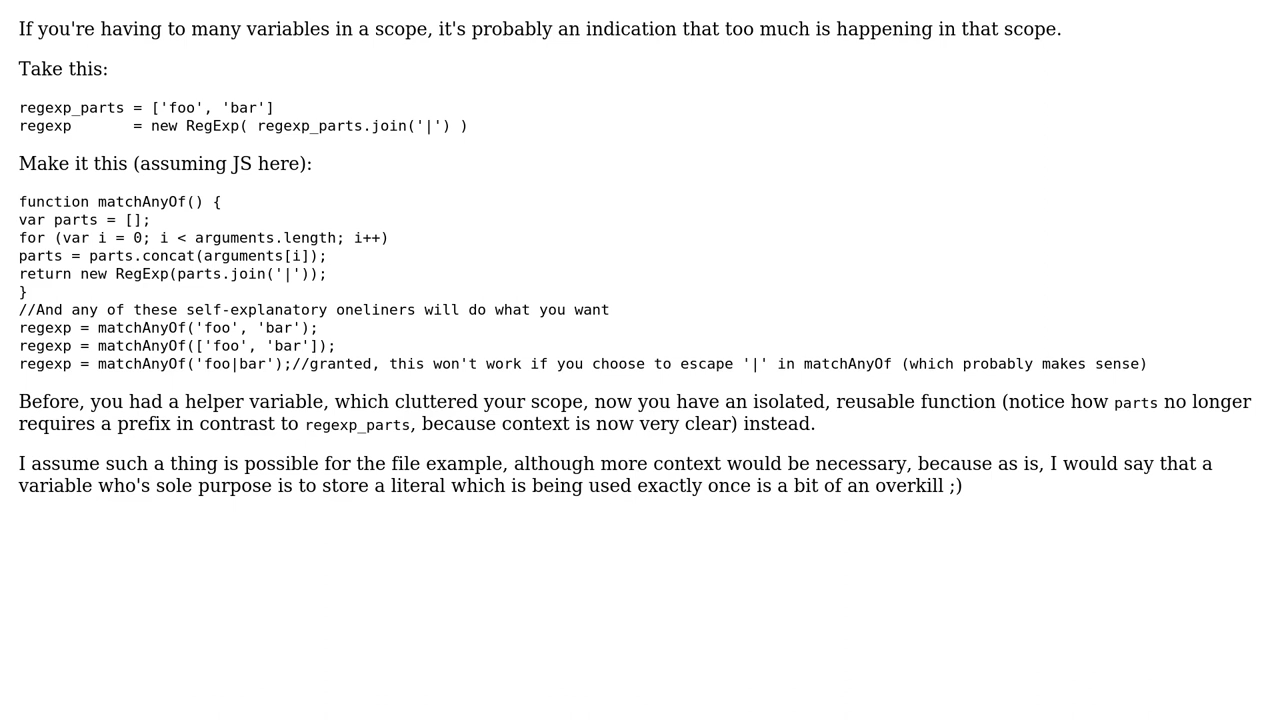 If you're having to many variables in a scope, it's probably an indication that too much is happening in that scope.
Take this:
regexp_parts = ['foo', 'bar']
regexp       = new RegExp( regexp_parts.join('|') )
Make it this (assuming JS here):
function matchAnyOf() {
var parts = [];
for (var i = 0; i < arguments.length; i++)
parts = parts.concat(arguments[i]);
return new RegExp(parts.join('|'));
}
//And any of these self-explanatory oneliners will do what you want
regexp = matchAnyOf('foo', 'bar');
regexp = matchAnyOf(['foo', 'bar']);
regexp = matchAnyOf('foo|bar');//granted, this won't work if you choose to escape '|' in matchAnyOf (which probably makes sense)
Before, you had a helper variable, which cluttered your scope, now you have an isolated, reusable function (notice how parts no longer
requires a prefix in contrast to regexp_parts, because context is now very clear) instead.
I assume such a thing is possible for the file example, although more context would be necessary, because as is, I would say that a
variable who's sole purpose is to store a literal which is being used exactly once is a bit of an overkill ;)